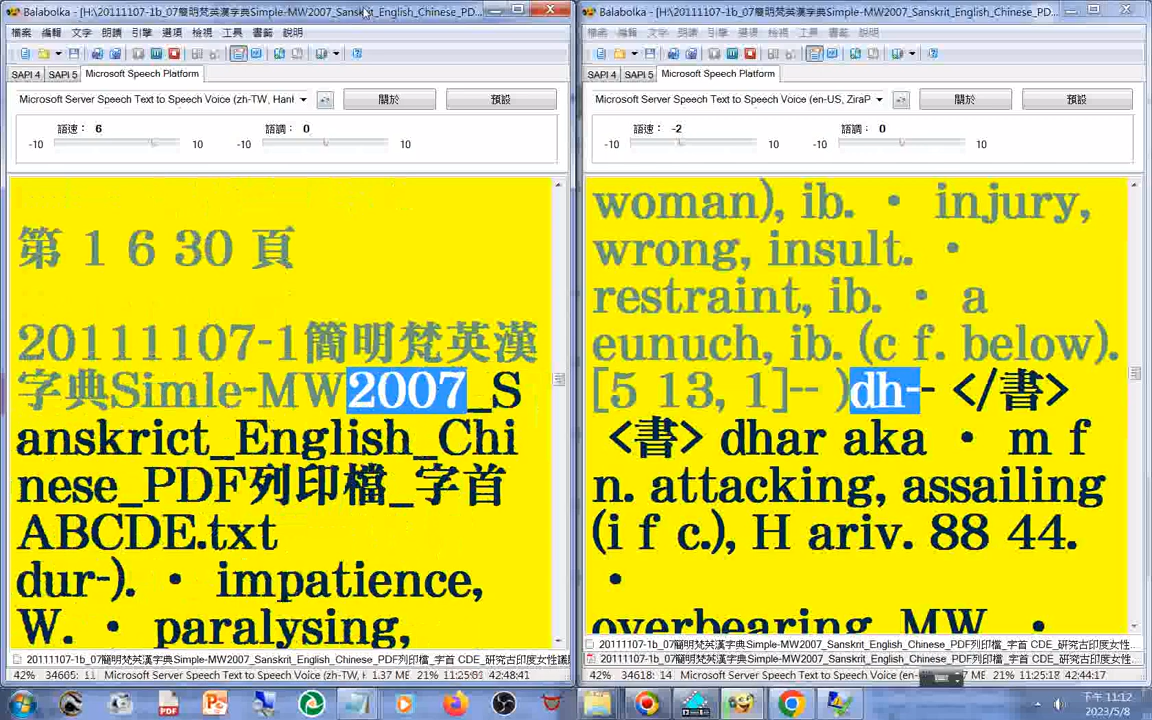 Balabolka - [H:\20111107-1b_07簡明梵英漢字典Simple-MW2007_Sanskrit_English_Chinese_PD...
檔案 編輯 文字 朗讀 引擎 選項 檢視 工具 書籤 說明
SAPI 4 SAPI 5 Microsoft Speech Platform
Microsoft Server Speech Text to Speech Voice (zh-TW, Hanl 關於 預設
語速： 6 語調： 0
-10 10 -10 10
第 1 6 30 頁
20111107-1簡明梵英漢
字典Simle-MW2007_S
anskrict_English_Chi
nese_PDF列印檔_字首
ABCDE.txt
dur-). • impatience,
W. • paralysing,
20111107-1b_07簡明梵英漢字典Simple-MW2007_Sanskrit_English_Chinese_PDF列印檔_字首 CDE_研究古印度女性議
42% 34605: 11 Microsoft Server Speech Text to Speech Voice (zh-TW, H 1.37 MB 21% 11:25:01 42:48:41
Balabolka - [H:\20111107-1b_07簡明梵英漢字典Simple-MW2007_Sanskrit_English_Chinese_PD...
檔案 編輯 文字 朗讀 引擎 選項 檢視 工具 書籤 說明
SAPI 4 SAPI 5 Microsoft Speech Platform
Microsoft Server Speech Text to Speech Voice (en-US, ZiraP 關於 預設
語速： -2 語調： 0
-10 10 -10 10
woman), ib. • injury,
wrong, insult. •
restraint, ib. • a
eunuch, ib. (c f. below).
[5 13, 1]-- )dh-- </書>
<書> dhar aka • m f
n. attacking, assailing
(i f c.), H ariv. 88 44.
•
overbearing, MW. •
20111107-1b_07簡明梵英漢字典Simple-MW2007_Sanskrit_English_Chinese_PDF列印檔_字首 CDE_研究古印度女性
20111107-1b_07簡明梵英漢字典Simple-MW2007_Sanskrit_English_Chinese_PDF列印檔_字首 CDE_研究古印度女性
42% 34618: 14 Microsoft Server Speech Text to Speech Voice (en- 21% 11:25:18 42:44:17
下午 11:12
2023/5/8